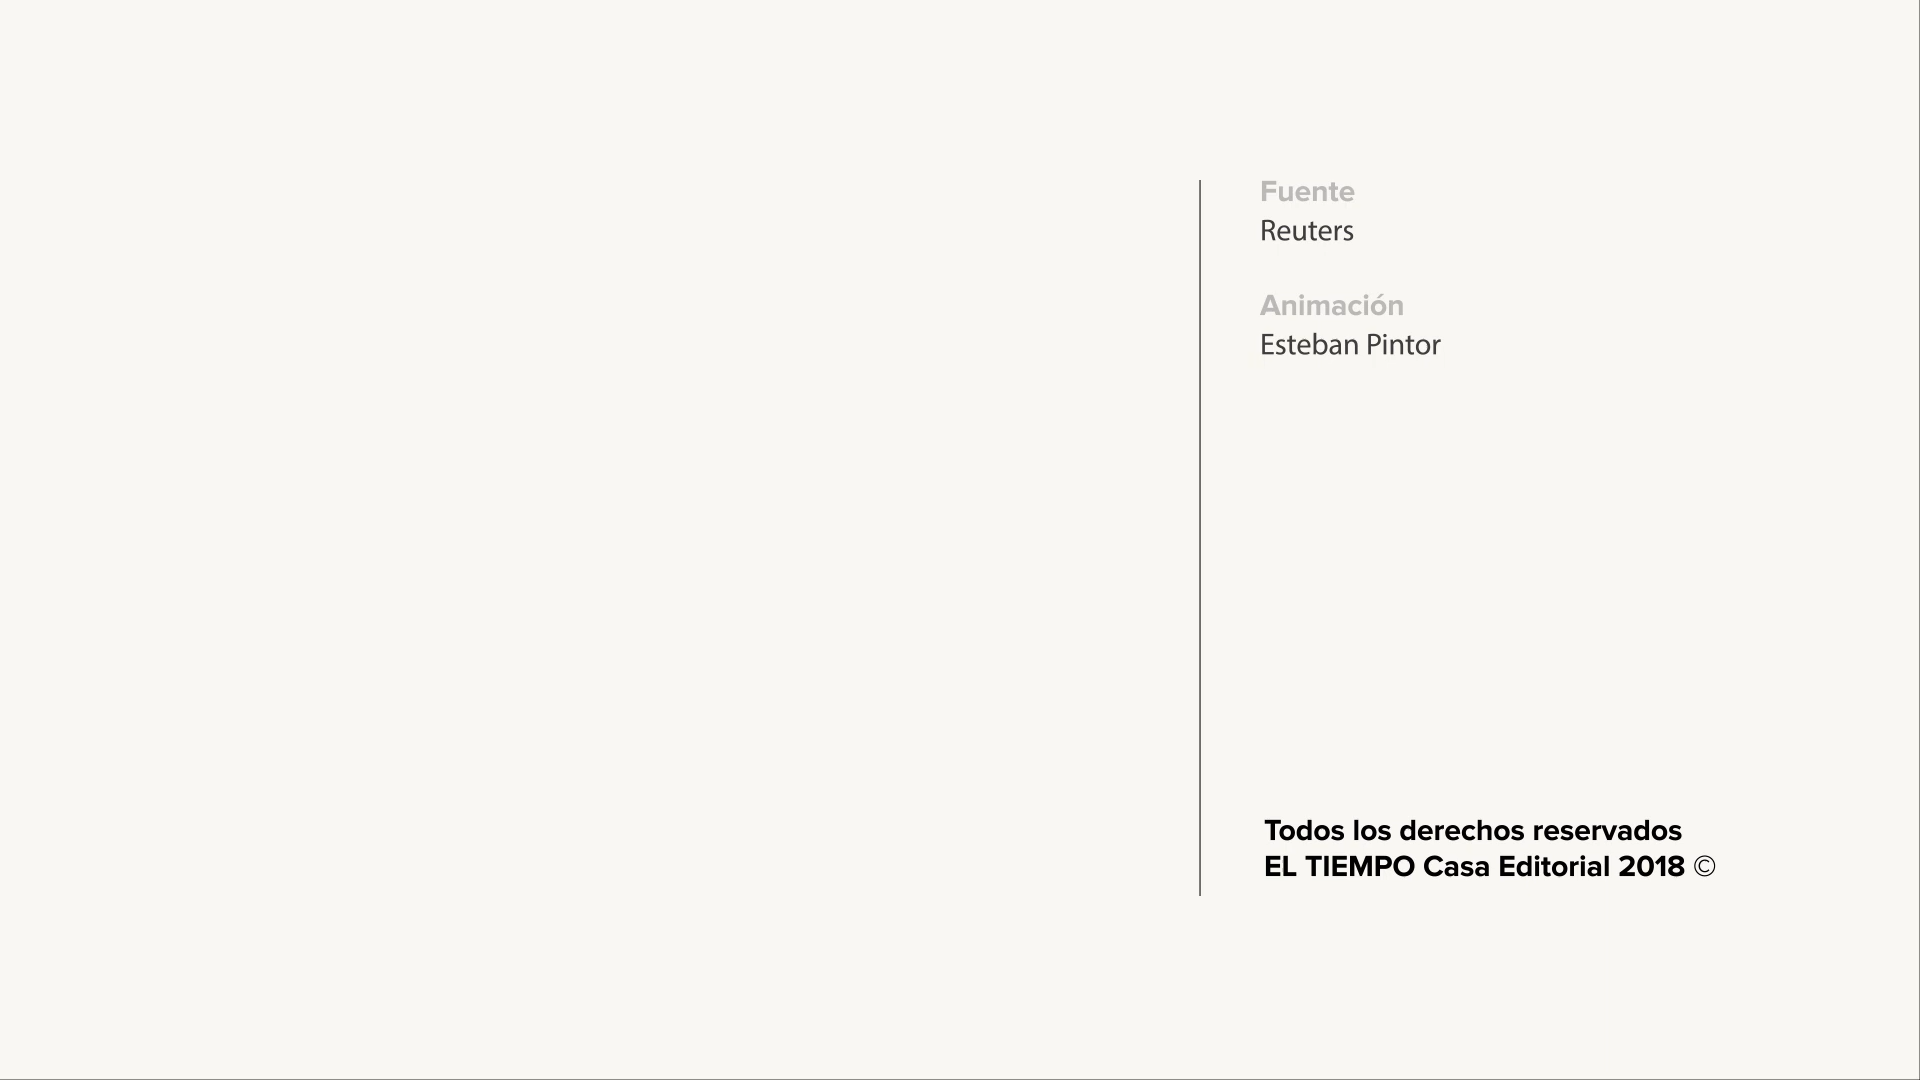 Fuente
Reuters
Animación
Esteban Pintor
Todos los derechos reservados
EL TIEMPO Casa Editorial 2018 ©